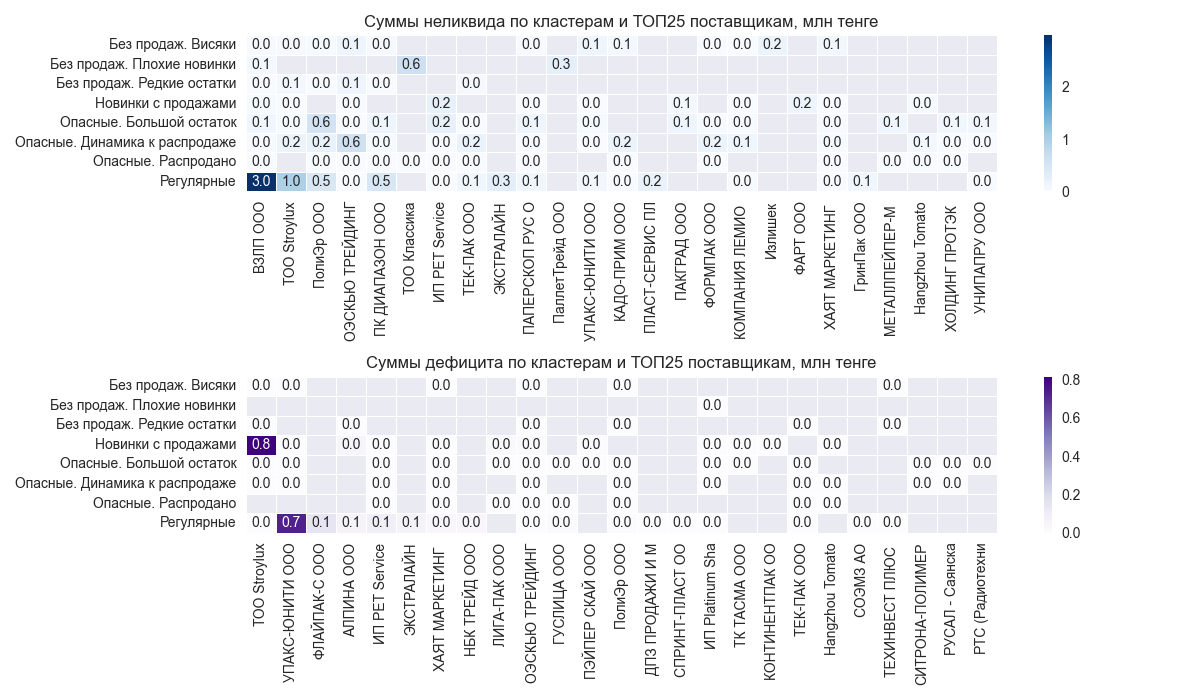 Суммы неликвида по кластерам и ТОП25 поставщикам, млн тенге
Без продаж. Висяки 0.0 0.0 0.0 0.1 0.0 0.0 0.1 0.1 0.0 0.0 0.2 0.1
Без продаж. Плохие новинки 0.1 0.6 0.3
Без продаж. Редкие остатки 0.0 0.1 0.0 0.1 0.0 0.0
Новинки с продажами 0.0 0.0 0.0 0.2 0.0 0.0 0.1 0.0 0.2 0.0 0.0
Опасные. Большой остаток 0.1 0.0 0.6 0.0 0.1 0.2 0.0 0.1 0.0 0.1 0.0 0.0 0.0 0.1 0.1 0.1
Опасные. Динамика к распродаже 0.0 0.2 0.2 0.6 0.0 0.0 0.2 0.0 0.0 0.2 0.2 0.1 0.0 0.1 0.0 0.0
Опасные. Распродано 0.0 0.0 0.0 0.0 0.0 0.0 0.0 0.0 0.0 0.0 0.0 0.0 0.0 0.0
Регулярные 3.0 1.0 0.5 0.0 0.5 0.0 0.1 0.3 0.1 0.1 0.0 0.2 0.0 0.0 0.1 0.0
2
1
0
ВЗЛП ООО
ТОО Stroylux
ПолиЭр ООО
ОЭСКЬЮ ТРЕЙДИНГ
ПК ДИАПАЗОН ООО
ТОО Классика
ИП РЕТ Service
ТЕК-ПАК ООО
ЭКСТРАЛАЙН
ПАПЕРСКОП РУС О
ПаллетТрейд ООО
УПАКС-ЮНИТИ ООО
КАДО-ПРИМ ООО
ПЛАСТ-СЕРВИС ПЛ
ПАКГРАД ООО
ФОРМПАК ООО
КОМПАНИЯ ЛЕМИО
Излишек
ФАРТ ООО
ХАЯТ МАРКЕТИНГ
ГринПак ООО
МЕТАЛЛПЕЙПЕР-М
Hangzhou Tomato
ХОЛДИНГ ПРОТЭК
УНИПАПРУ ООО
Суммы дефицита по кластерам и ТОП25 поставщикам, млн тенге
Без продаж. Висяки 0.0 0.0 0.0 0.0 0.0 0.0
Без продаж. Плохие новинки 0.0
Без продаж. Редкие остатки 0.0 0.0 0.0 0.0 0.0 0.0
Новинки с продажами 0.8 0.0 0.0 0.0 0.0 0.0 0.0 0.0 0.0 0.0 0.0 0.0
Опасные. Большой остаток 0.0 0.0 0.0 0.0 0.0 0.0 0.0 0.0 0.0 0.0 0.0 0.0 0.0 0.0 0.0
Опасные. Динамика к распродаже 0.0 0.0 0.0 0.0 0.0 0.0 0.0 0.0 0.0 0.0
Опасные. Распродано 0.0 0.0 0.0 0.0 0.0 0.0 0.0 0.0
Регулярные 0.0 0.7 0.1 0.1 0.1 0.1 0.0 0.0 0.0 0.0 0.0 0.0 0.0 0.0 0.0 0.0 0.0
0.8
0.6
0.4
0.2
0.0
ТОО Stroylux
УПАКС-ЮНИТИ ООО
ФЛАЙПАК-С ООО
АЛПИНА ООО
ИП РЕТ Service
ЭКСТРАЛАЙН
ХАЯТ МАРКЕТИНГ
НБК ТРЕЙД ООО
ЛИГА-ПАК ООО
ОЭСКЬЮ ТРЕЙДИНГ
ГУСЛИЦА ООО
ПЭЙПЕР СКАЙ ООО
ПолиЭр ООО
ДПЗ ПРОДАЖИ И М
СПРИНТ-ПЛАСТ ОО
ИП Platinum Sha
ТК ТАСМА ООО
КОНТИНЕНТПАК ОО
ТЕК-ПАК ООО
Hangzhou Tomato
СОЭМЗ АО
ТЕХИНВЕСТ ПЛЮС
СИТРОНА-ПОЛИМЕР
РУСАЛ - Саянска
РТС (Радиотехни